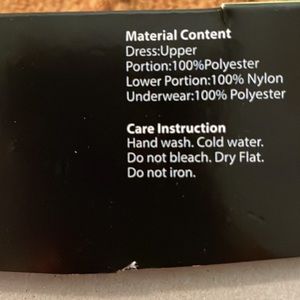 Material Content
Dress:Upper
Portion:100%Polyester
Lower Portion:100% Nylon
Underwear:100% Polyester
Care Instruction
Hand wash. Cold water.
Do not bleach. Dry Flat.
Do not iron.